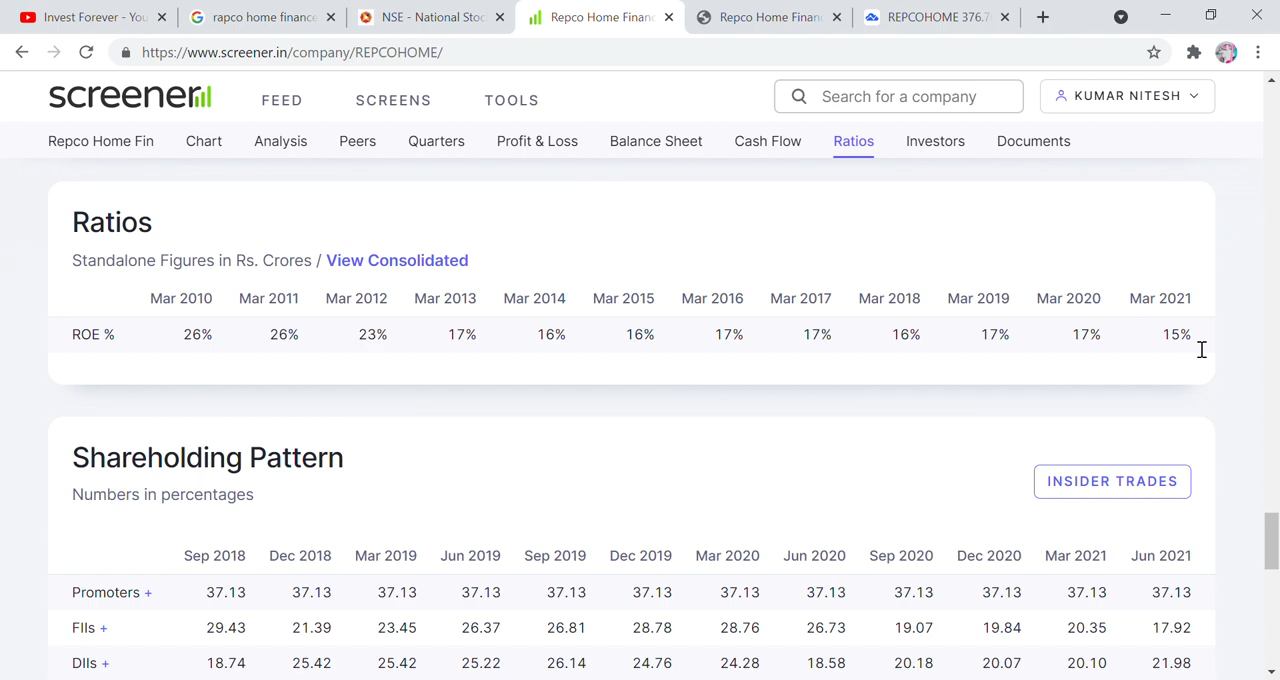 Invest Forever - You
rapco home finance
NSE - National Stoc
Repco Home Financ
Repco Home Financ
REPCOHOME 376.7
https://www.screener.in/company/REPCOHOME/
screener
FEED
SCREENS
TOOLS
Search for a company
KUMAR NITESH
Repco Home Fin Chart Analysis Peers Quarters Profit & Loss Balance Sheet Cash Flow Ratios Investors Documents
Ratios
Standalone Figures in Rs. Crores / View Consolidated
Mar 2010 Mar 2011 Mar 2012 Mar 2013 Mar 2014 Mar 2015 Mar 2016 Mar 2017 Mar 2018 Mar 2019 Mar 2020 Mar 2021
ROE % 26% 26% 23% 17% 16% 16% 17% 17% 16% 17% 17% 15%
Shareholding Pattern
Numbers in percentages
INSIDER TRADES
Sep 2018 Dec 2018 Mar 2019 Jun 2019 Sep 2019 Dec 2019 Mar 2020 Jun 2020 Sep 2020 Dec 2020 Mar 2021 Jun 2021
Promoters + 37.13 37.13 37.13 37.13 37.13 37.13 37.13 37.13 37.13 37.13 37.13 37.13
FIIs + 29.43 21.39 23.45 26.37 26.81 28.78 28.76 26.73 19.07 19.84 20.35 17.92
DIIs + 18.74 25.42 25.42 25.22 26.14 24.76 24.28 18.58 20.18 20.07 20.10 21.98